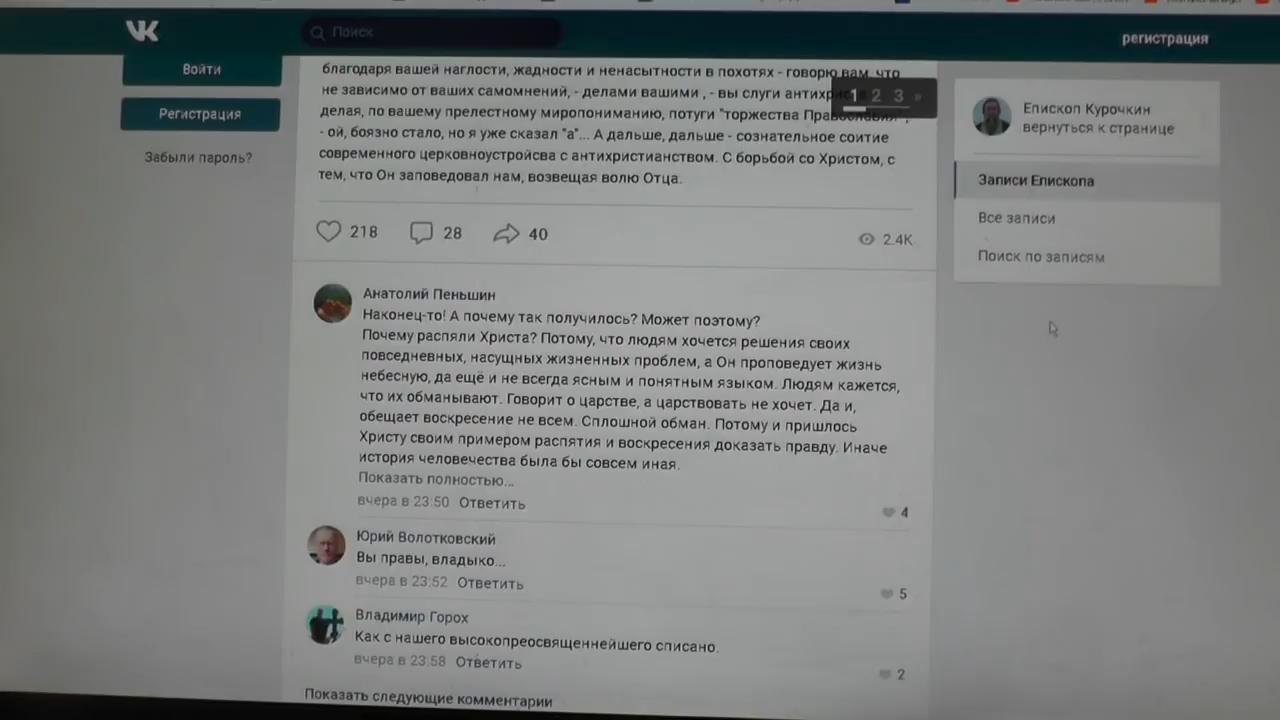 VK
Поиск
регистрация
Войти
Регистрация
Забыли пароль?
благодаря вашей наглости, жадности и ненасытности в похотях - говорю вам, что
не зависимо от ваших самомнений, - делами вашими , - вы слуги
делая, по вашему прелестному миропониманию, потуги "торжества
- ой, боязно стало, но я уже сказал "а"... А дальше, дальше - сознательное соитие
современного церковноустройсва с антихристианством. С борьбой со Христом, с
тем, что Он заповедовал нам, возвещая волю Отца.
1 2 3 »
218 28 40 2.4K
Анатолий Пеньшин
Наконец-то! А почему так получилось? Может поэтому?
Почему распяли Христа? Потому, что людям хочется решения своих
повседневных, насущных жизненных проблем, а Он проповедует жизнь
небесную, да ещё и не всегда ясным и понятным языком. Людям кажется,
что их обманывают. Говорит о царстве, а царствовать не хочет. Да и,
обещает воскресение не всем. Сплошной обман. Потому и пришлось
Христу своим примером распятия и воскресения доказать правду. Иначе
история человечества была бы совсем иная.
Показать полностью...
вчера в 23:50 Ответить 4
Юрий Волотковский
Вы правы, владыко...
вчера в 23:52 Ответить 5
Владимир Горох
Как с нашего высокопреосвященнейшего списано.
вчера в 23:58 Ответить 2
Показать следующие комментарии
Епископ Курочкин
вернуться к странице
Записи Епископа
Все записи
Поиск по записям